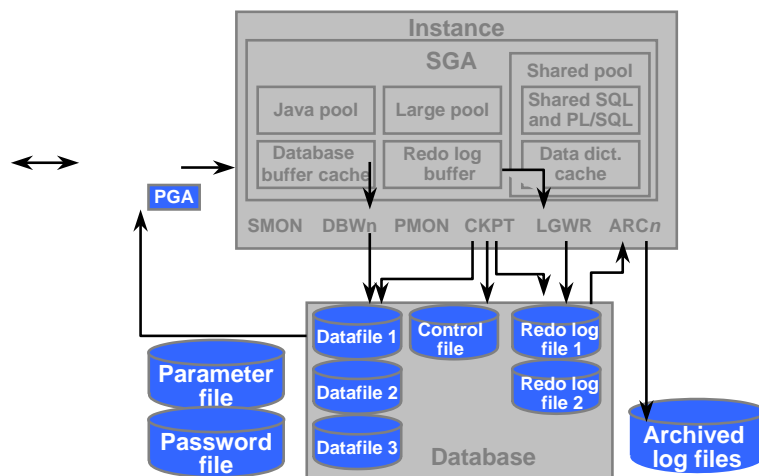 Instance
SGA
Shared pool
Java pool
Large pool
Shared SQL
and PL/SQL
Database
buffer cache
Redo log
buffer
Data dict.
cache
PGA
SMON DBWn PMON CKPT LGWR ARCn
Datafile 1
Control
file
Redo log
file 1
Parameter
file
Datafile 2
Redo log
file 2
Password
file
Datafile 3
Database
Archived
log files